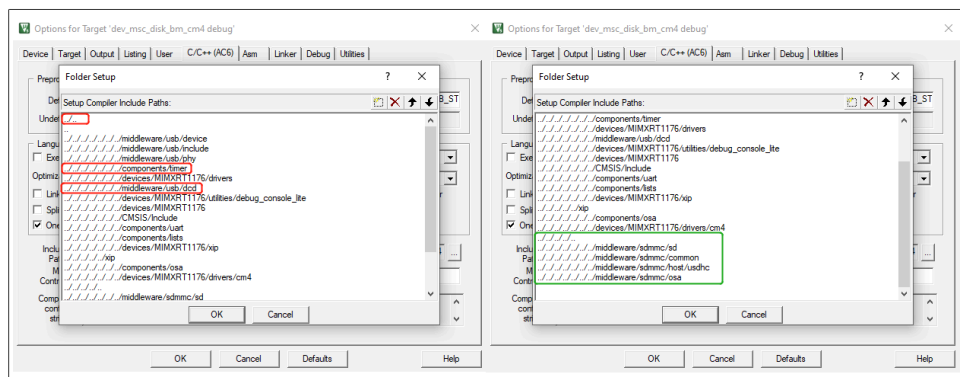 Options for Target 'dev_msc_disk_bm_cm4 debug'
Device | Target | Output | Listing | User | C/C++ (AC6) | Asm | Linker | Debug | Utilities
Folder Setup ? ×
Setup Compiler Include Paths:
../..
..
../../../../../../../middleware/usb/device
../../../../../../../middleware/usb/include
../../../../../../../middleware/usb/phy
../../../../../../../components/timer
../../../../../../../devices/MIMXRT1176/drivers
../../../../../../../middleware/usb/dcd
../../../../../../../devices/MIMXRT1176/utilities/debug_console_lite
../../../../../../../devices/MIMXRT1176
../../../../../../../CMSIS/Include
../../../../../../../components/uart
../../../../../../../components/lists
../../../../../../../devices/MIMXRT1176/xip
../../../../../xip
../../../../../../../components/osa
../../../../../../../devices/MIMXRT1176/drivers/cm4
../../../../..
../../../../../../../middleware/sdmmc/sd
OK Cancel
OK Cancel Defaults Help
Options for Target 'dev_msc_disk_bm_cm4 debug'
Device | Target | Output | Listing | User | C/C++ (AC6) | Asm | Linker | Debug | Utilities
Folder Setup ? ×
Setup Compiler Include Paths:
B_ST
../../../../../../../components/timer
../../../../../../../devices/MIMXRT1176/drivers
../../../../../../../middleware/usb/dcd
../../../../../../../devices/MIMXRT1176/utilities/debug_console_lite
../../../../../../../devices/MIMXRT1176
../../../../../../../CMSIS/Include
../../../../../../../components/uart
../../../../../../../components/lists
../../../../../../../devices/MIMXRT1176/xip
../../../../../xip
../../../../../../../components/osa
../../../../../../../devices/MIMXRT1176/drivers/cm4
../../../../..
../../../../../../../middleware/sdmmc/sd
../../../../../../../middleware/sdmmc/common
../../../../../../../middleware/sdmmc/host/usdhc
../../../../../../../middleware/sdmmc/osa
OK Cancel
OK Cancel Defaults Help